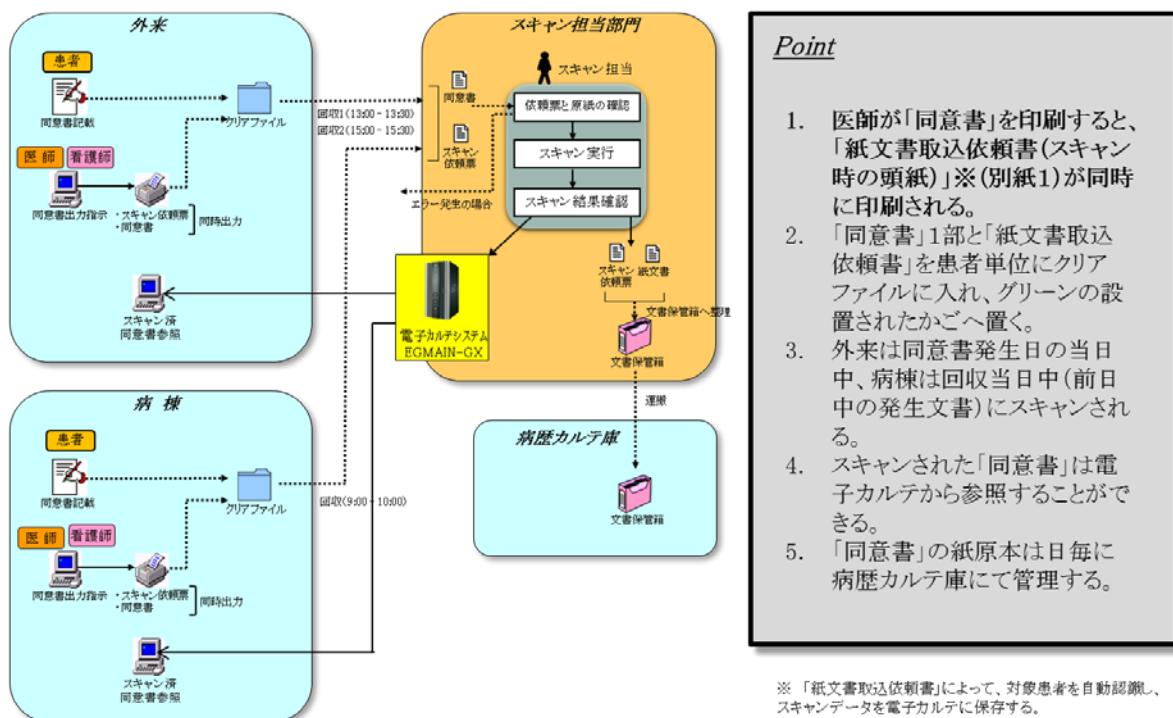 外来
患者
同意書記載
クリアファイル
医師
看護師
同意書出力指示
・スキャン依頼票
・同意書
同時出力
スキャン済
同意書参照
回収1(13:00‐13:30)
回収2(15:00‐15:30)
スキャン担当部門
スキャン担当
同意書
スキャン
依頼票
依頼票と原紙の確認
スキャン実行
スキャン結果確認
エラー発生の場合
スキャン
依頼票
紙文書
文書保管箱へ整理
文書保管箱
電子カルテシステム
EGMAIN-GX
運搬
病歴カルテ庫
文書保管箱
病棟
患者
同意書記載
クリアファイル
医師
看護師
同意書出力指示
・スキャン依頼票
・同意書
同時出力
スキャン済
同意書参照
回収(9:00‐10:00)
Point
1. 医師が「同意書」を印刷すると、
「紙文書取込依頼書(スキャン
時の頭紙)」※(別紙1)が同時
に印刷される。
2. 「同意書」1部と「紙文書取込
依頼書」を患者単位にクリア
ファイルに入れ、グリーンの設
置されたかごへ置く。
3. 外来は同意書発生日の当日
中、病棟は回収当日中(前日
中の発生文書)にスキャンされ
る。
4. スキャンされた「同意書」は電
子カルテから参照することがで
きる。
5. 「同意書」の紙原本は日毎に
病歴カルテ庫にて管理する。
※ 「紙文書取込依頼書」によって、対象患者を自動認識し、
スキャンデータを電子カルテに保存する。